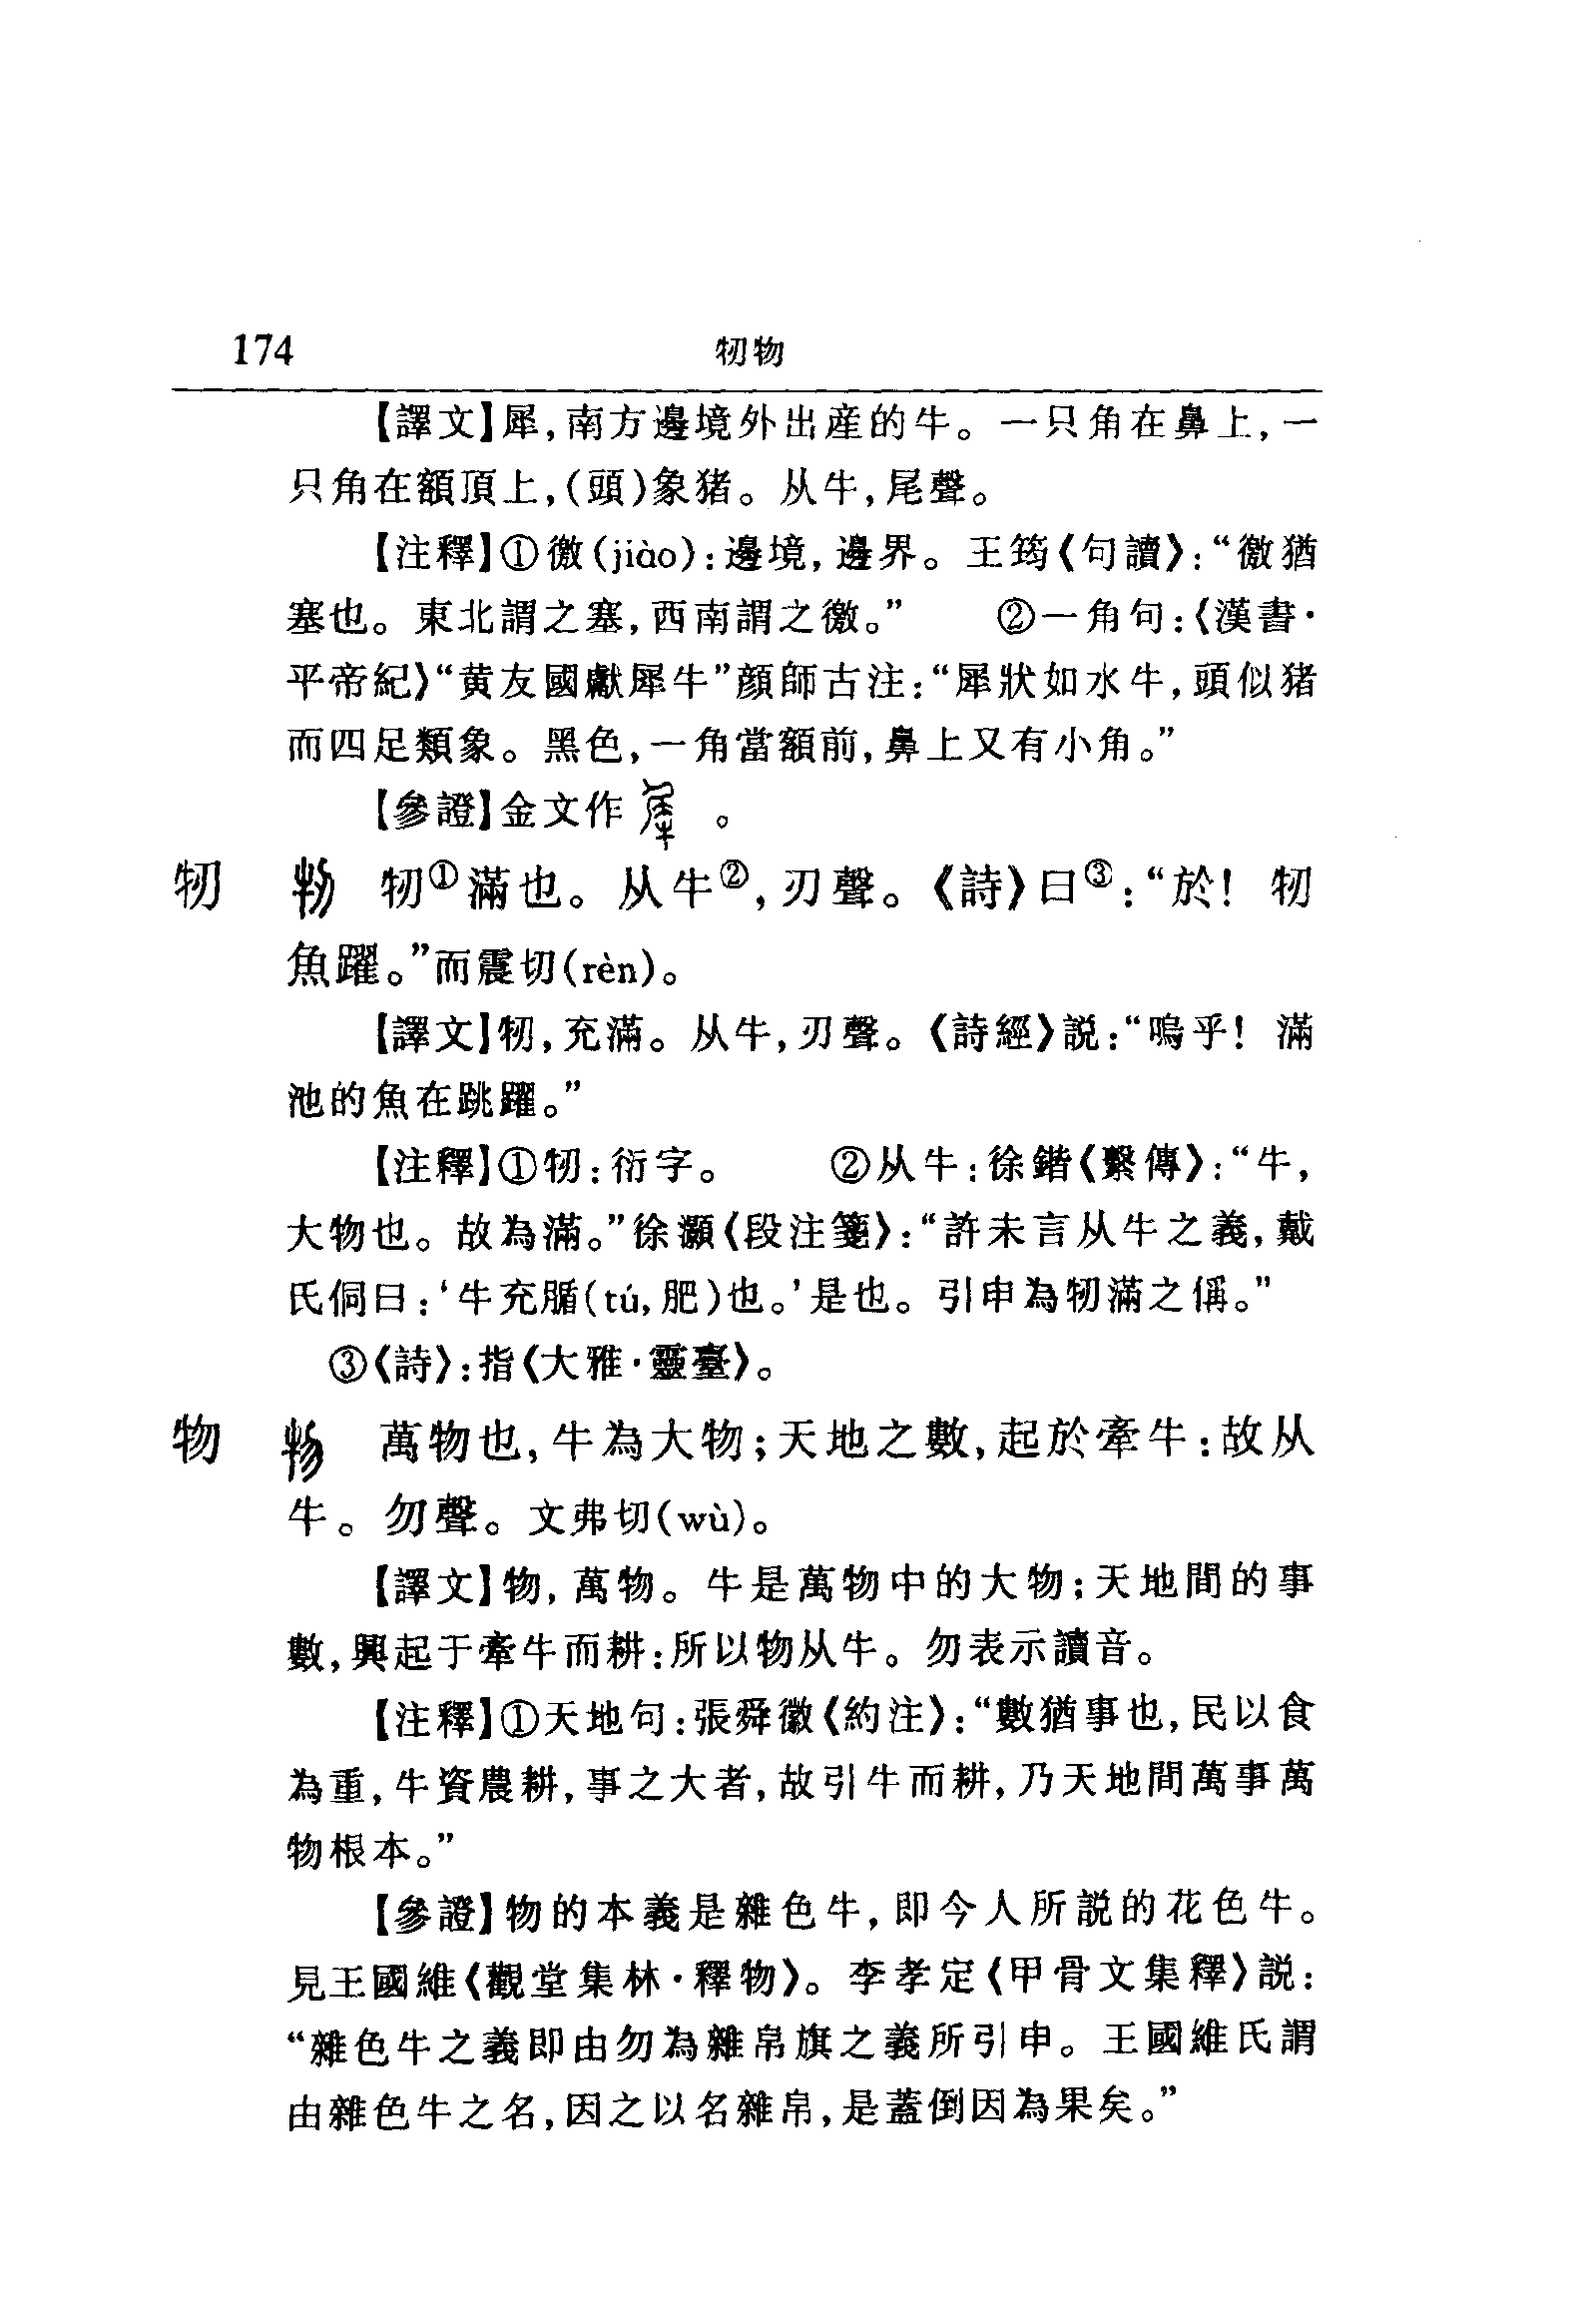 174
牣物
【譯文】犀，南方邊境外出産的牛。一只角在鼻上，一
只角在額頂上，(頭)象猪。从牛，尾聲。
【注釋】①徼(jiào)：邊境，邊界。王筠《句讀》：“徼猶
塞也。東北謂之塞，西南謂之徼。” ②一角句：《漢書·
平帝紀》“黄友國獻犀牛”顔師古注：“犀狀如水牛，頭似猪
而四足類象。黑色，一角當額前，鼻上又有小角。”
【參證】金文作 。
牣 牣①滿也。从牛②，刃聲。《詩》曰③：“於！牣
魚躍。”而震切(rèn)。
【譯文】牣，充滿。从牛，刃聲。《詩經》説：“嗚乎！滿
池的魚在跳躍。”
【注釋】①牣：衍字。 ②从牛：徐鍇《繫傳》：“牛，
大物也。故為滿。”徐灝《段注箋》：“許未言从牛之義，戴
氏侗曰：‘牛充腯(tú，肥)也。’是也。引申為牣滿之偁。”
③《詩》：指《大雅·靈臺》。
物 萬物也，牛為大物；天地之數，起於牽牛：故从
牛。勿聲。文弗切(wù)。
【譯文】物，萬物。牛是萬物中的大物；天地間的事
數，興起于牽牛而耕：所以物从牛。勿表示讀音。
【注釋】①天地句：張舜徽《約注》：“數猶事也，民以食
為重，牛資農耕，事之大者，故引牛而耕，乃天地間萬事萬
物根本。”
【參證】物的本義是雜色牛，即今人所説的花色牛。
見王國維《觀堂集林·釋物》。李孝定《甲骨文集釋》説：
“雜色牛之義即由勿為雜帛旗之義所引申。王國維氏謂
由雜色牛之名，因之以名雜帛，是蓋倒因為果矣。”